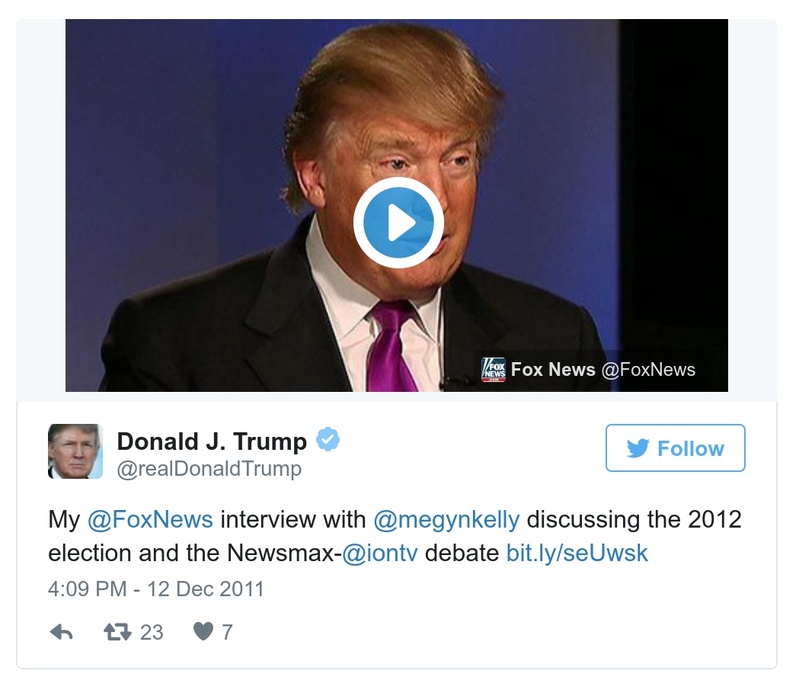 FOX
NEWS
Fox News @FoxNews
Donald J. Trump
@realDonaldTrump
Follow
My @FoxNews interview with @megynkelly discussing the 2012
election and the Newsmax-@iontv debate bit.ly/seUwsk
4:09 PM - 12 Dec 2011
23
7